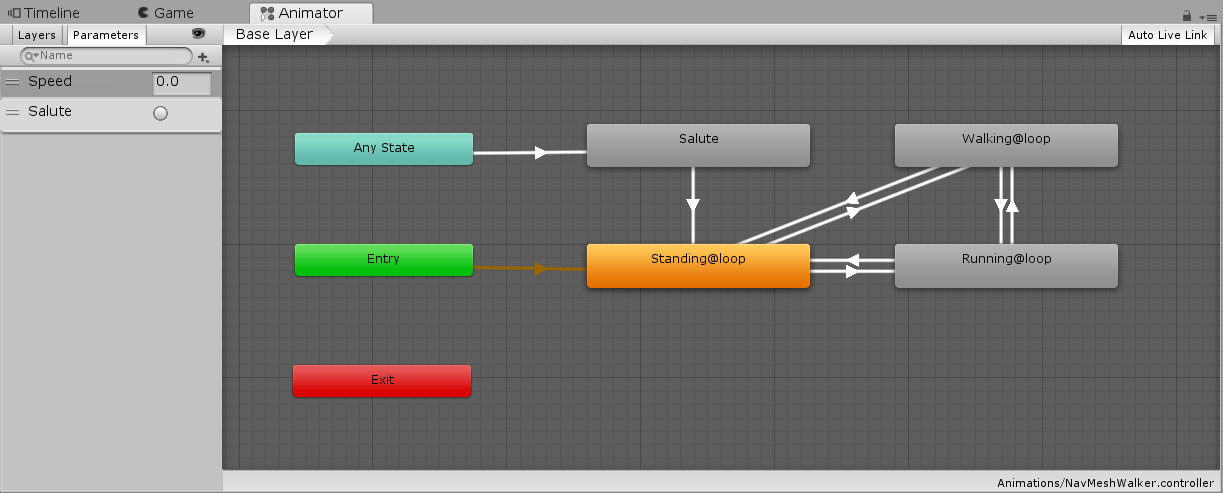 Timeline Game Animator
Layers Parameters Base Layer Auto Live Link
Name
Speed 0.0
Salute
Any State Salute Walking@loop
Entry Standing@loop Running@loop
Exit
Animations/NavMeshWalker.controller